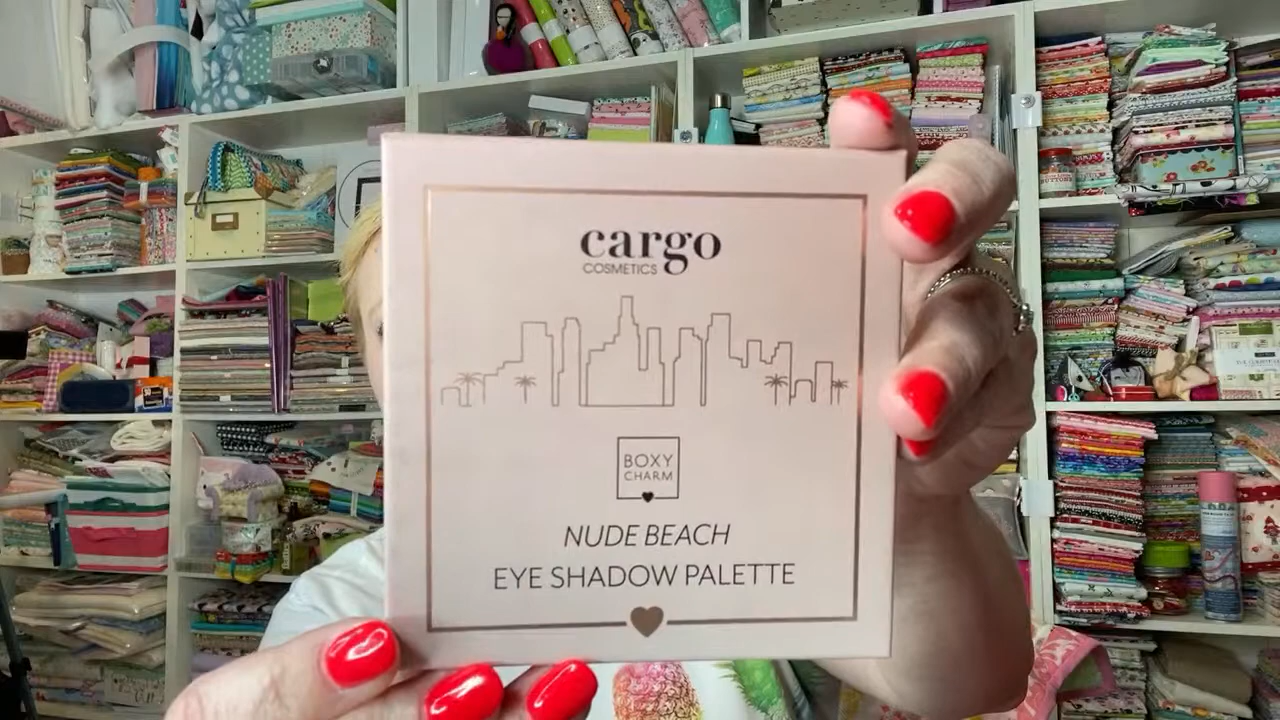 cargo
COSMETICS
BOXY
CHARM
NUDE BEACH
EYE SHADOW PALETTE